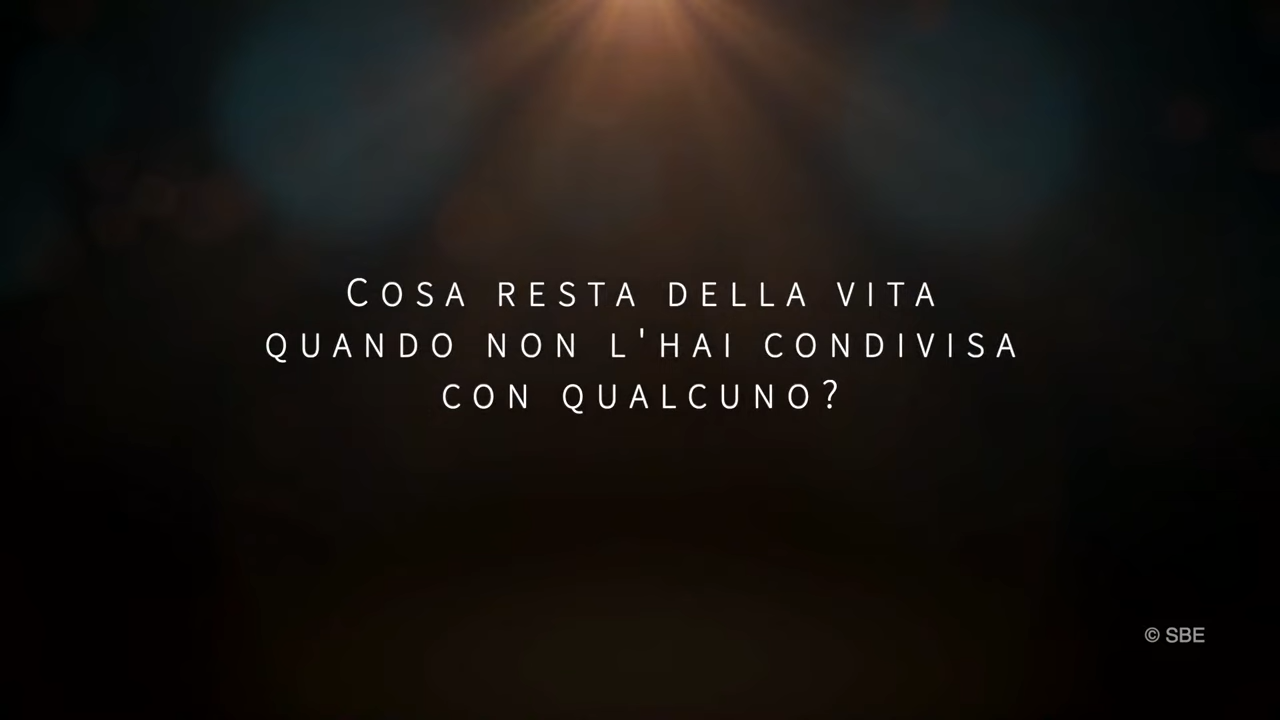 Cosa resta della vita
quando non l'hai condivisa
con qualcuno?
© SBE